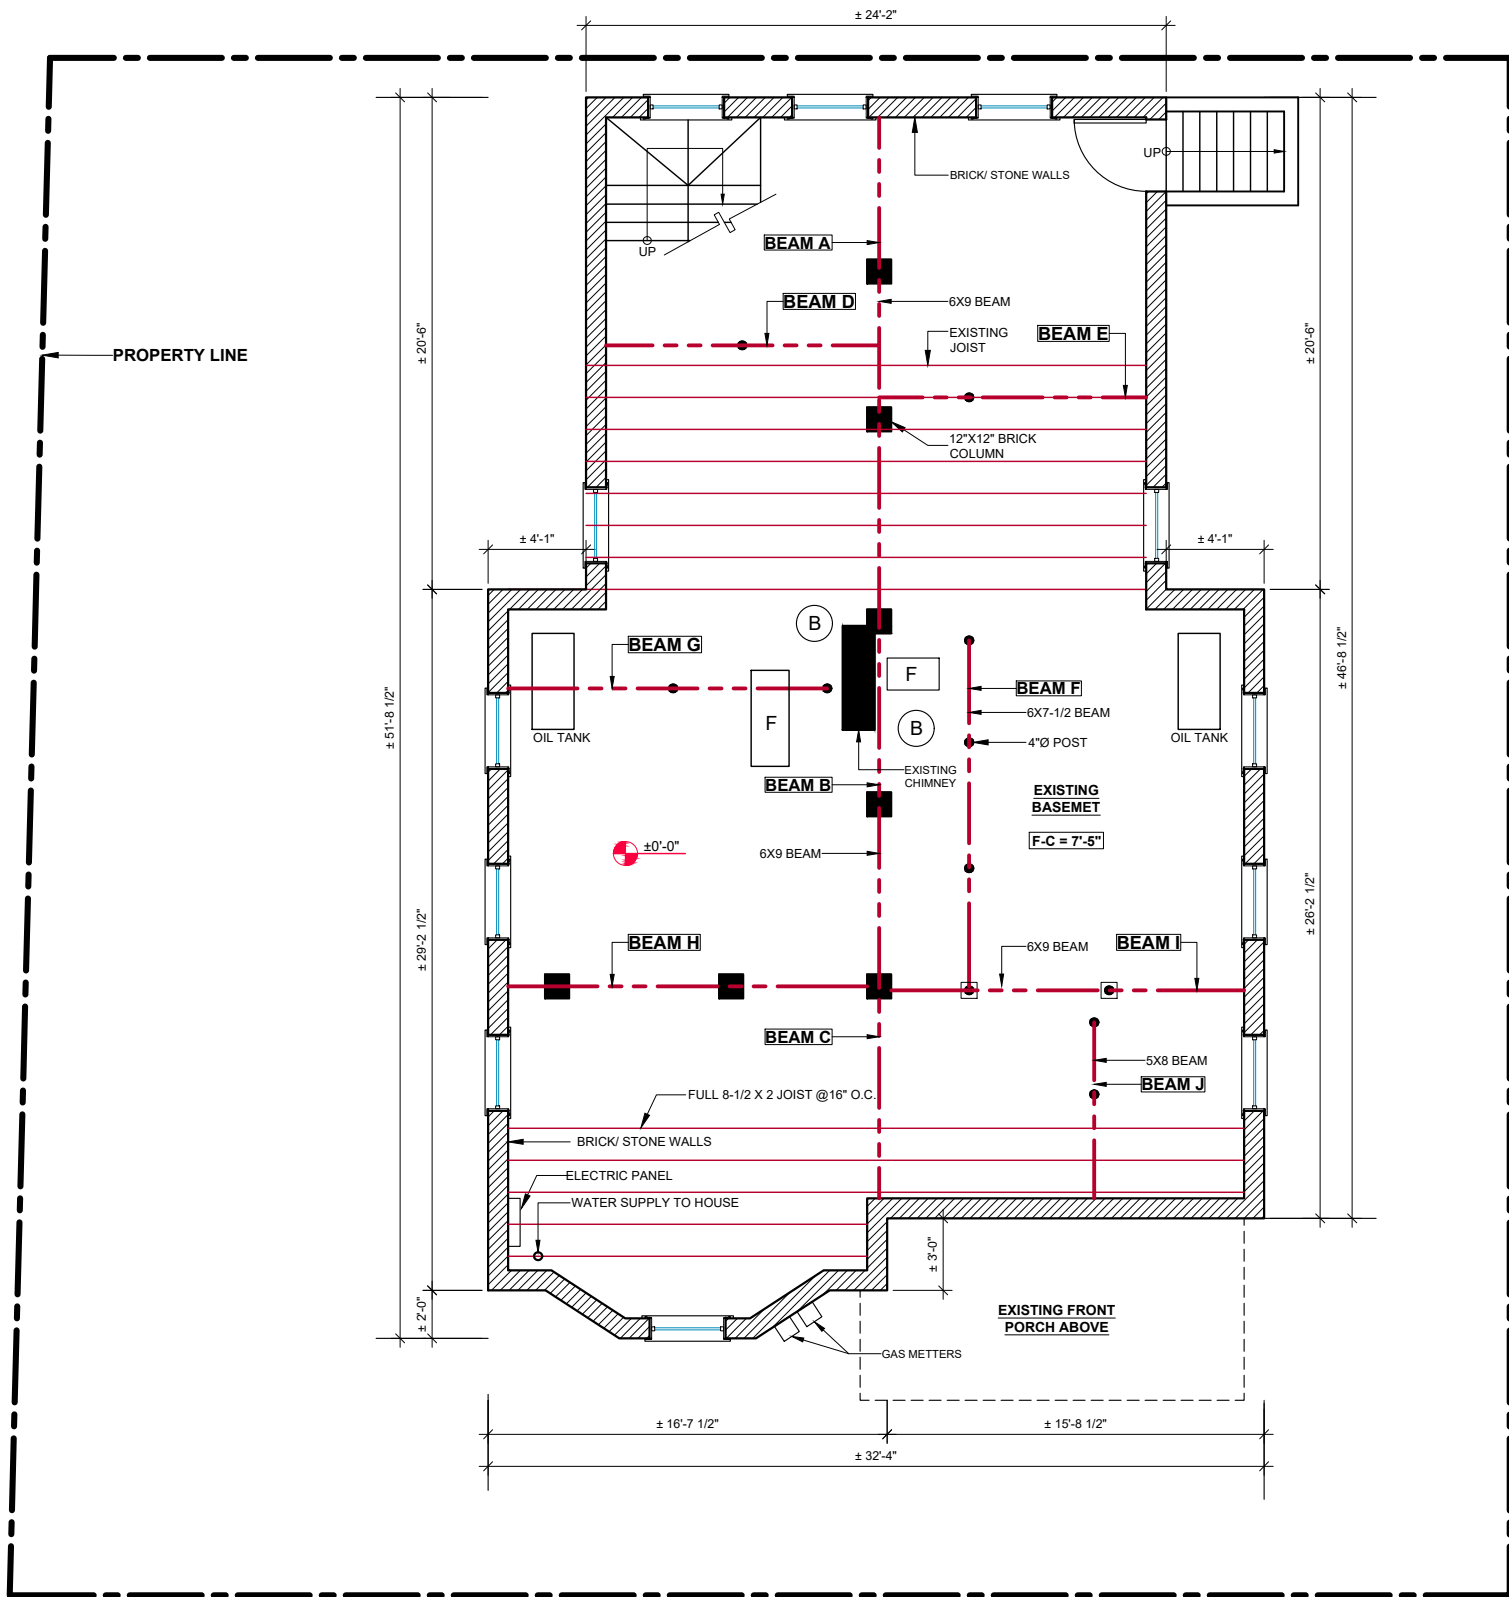 ± 24'-2"
BRICK/ STONE WALLS
UP
UP
BEAM A
BEAM D
6X9 BEAM
EXISTING
JOIST
BEAM E
± 20'-6"
± 20'-6"
PROPERTY LINE
12"X12" BRICK
COLUMN
± 4'-1"
± 4'-1"
B
BEAM G
F
BEAM F
6X7-1/2 BEAM
± 51'-8 1/2"
± 46'-8 1/2"
F
B
OIL TANK
4"Ø POST
OIL TANK
EXISTING
CHIMNEY
BEAM B
EXISTING
BASEMET
F-C = 7'-5"
±0'-0"
6X9 BEAM
± 29'-2 1/2"
± 26'-2 1/2"
BEAM H
6X9 BEAM
BEAM I
BEAM C
5X8 BEAM
BEAM J
FULL 8-1/2 X 2 JOIST @16" O.C.
BRICK/ STONE WALLS
ELECTRIC PANEL
WATER SUPPLY TO HOUSE
± 3'-0"
± 2'-0"
EXISTING FRONT
PORCH ABOVE
GAS METTERS
± 16'-7 1/2"
± 15'-8 1/2"
± 32'-4"